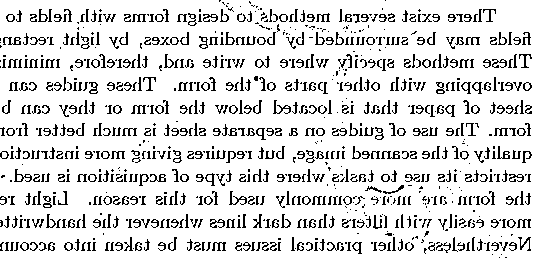 There exist several methods to design forms with fields to
fields may be surrounded by bounding boxes, by light rectang
These methods specify where to write and, therefore, minimi
overlapping with other parts of the form. These guides can
sheet of paper that is located below the form or they can b
form. The use of guides on a separate sheet is much better fro
quality of the scanned image, but requires giving more instructio
restricts its use to tasks where this type of acquisition is used.
the form are more commonly used for this reason. Light re
more easily with filters than dark lines whenever the handwritte
Nevertheless, other practical issues must be taken into accoun